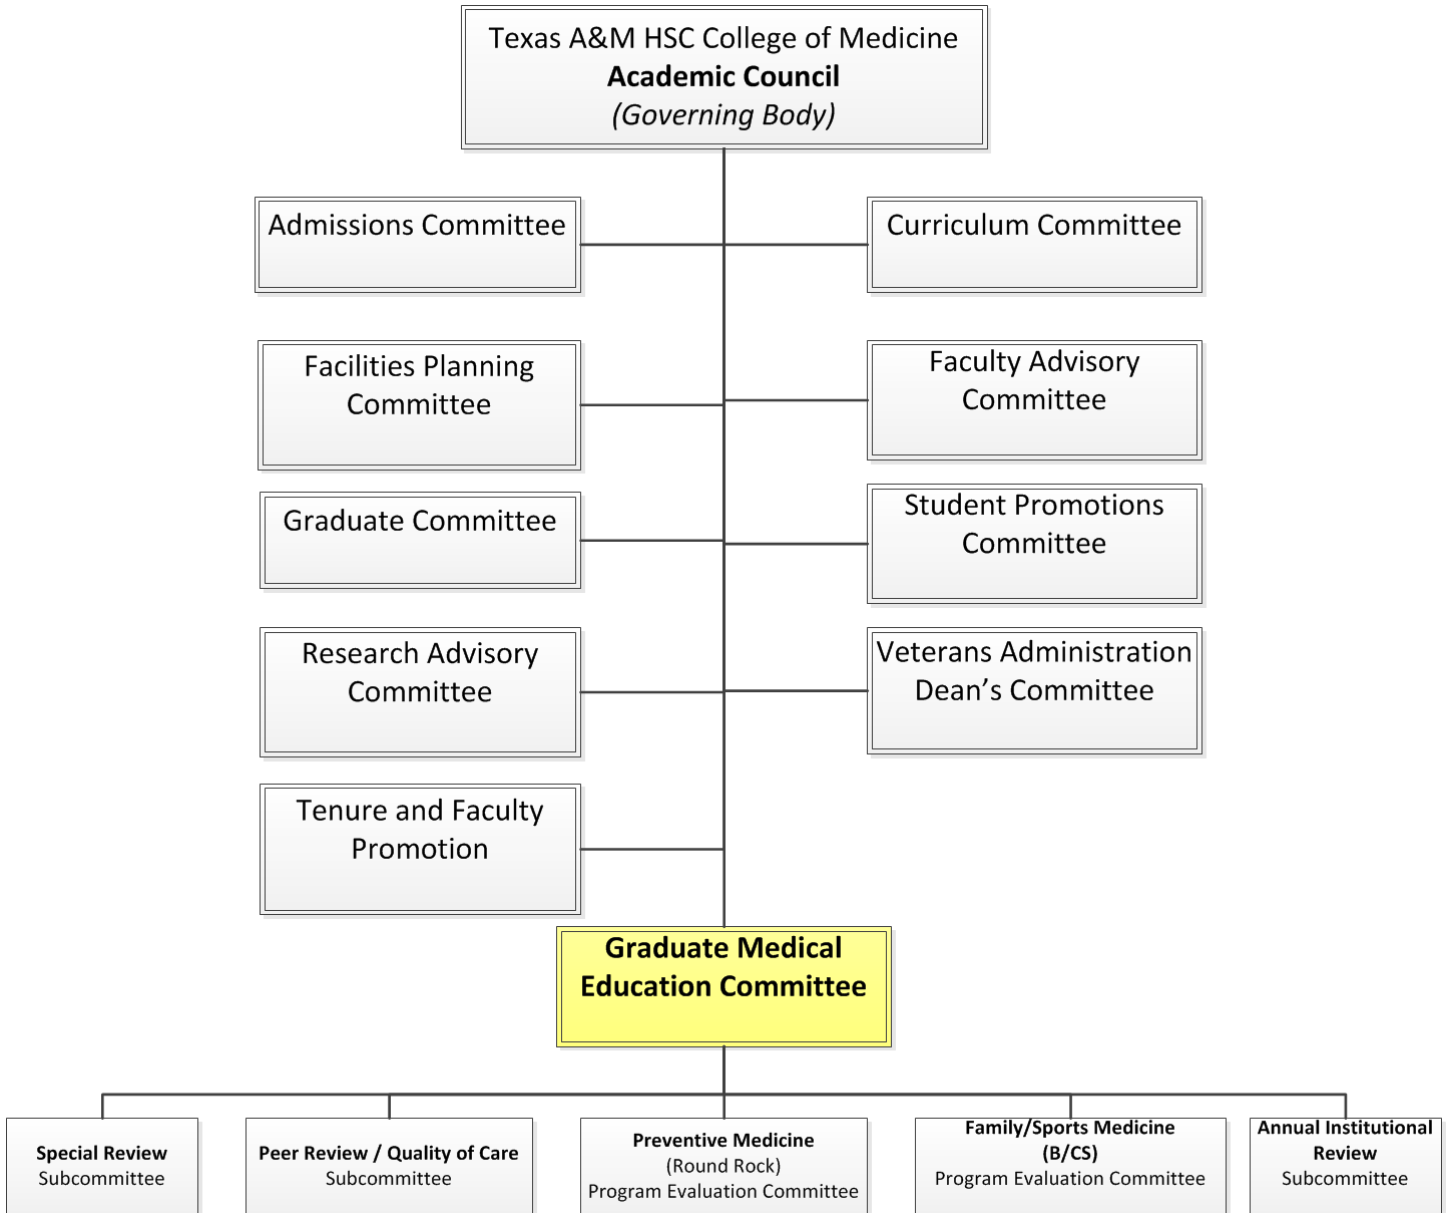 Texas A&M HSC College of Medicine
Academic Council
(Governing Body)
Admissions Committee
Curriculum Committee
Facilities Planning
Committee
Faculty Advisory
Committee
Graduate Committee
Student Promotions
Committee
Research Advisory
Committee
Veterans Administration
Dean’s Committee
Tenure and Faculty
Promotion
Graduate Medical
Education Committee
Special Review
Subcommittee
Peer Review / Quality of Care
Subcommittee
Preventive Medicine
(Round Rock)
Program Evaluation Committee
Family/Sports Medicine
(B/CS)
Program Evaluation Committee
Annual Institutional
Review
Subcommittee